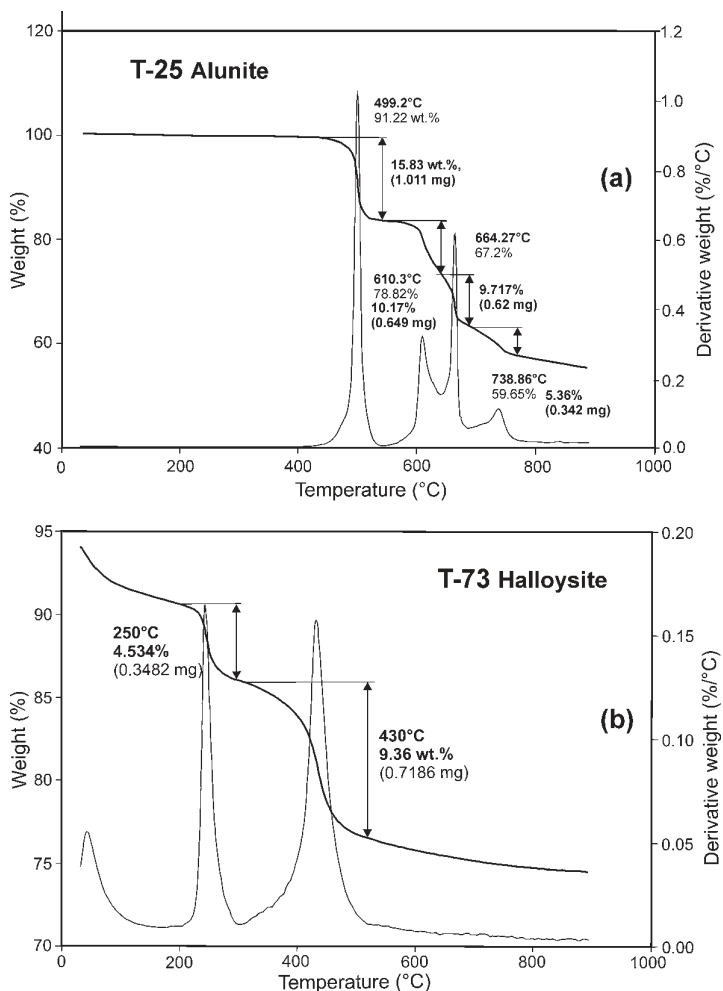 120
100
80
60
40
Weight (%)
1.2
1.0
0.8
0.6
0.4
0.2
0.0
Derivative weight (%/°C)
T-25 Alunite
(a)
499.2°C
91.22 wt.%
15.83 wt.%,
(1.011 mg)
664.27°C
67.2%
610.3°C
78.82%
10.17%
(0.649 mg)
9.717%
(0.62 mg)
738.86°C
59.65%
5.36%
(0.342 mg)
0 200 400 600 800 1000
Temperature (°C)
95
90
85
80
75
70
Weight (%)
0.20
0.15
0.10
0.05
0.00
Derivative weight (%/°C)
T-73 Halloysite
(b)
250°C
4.534%
(0.3482 mg)
430°C
9.36 wt.%
(0.7186 mg)
0 200 400 600 800 1000
Temperature (°C)